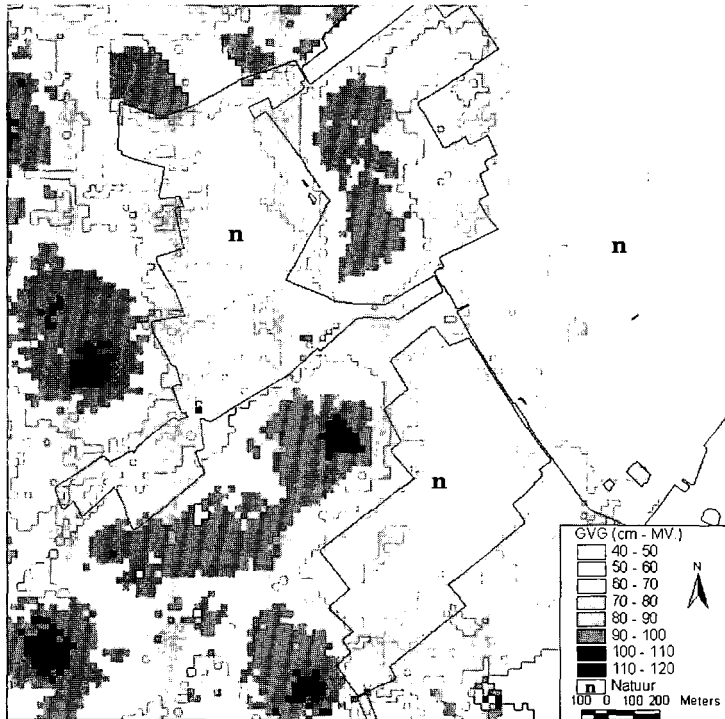 n
n
n
GVG (cm - MV.)
40 - 50
50 - 60
60 - 70
70 - 80
80 - 90
90 - 100
100 - 110
110 - 120
n Natuur
N
100 0 100 200 Meters